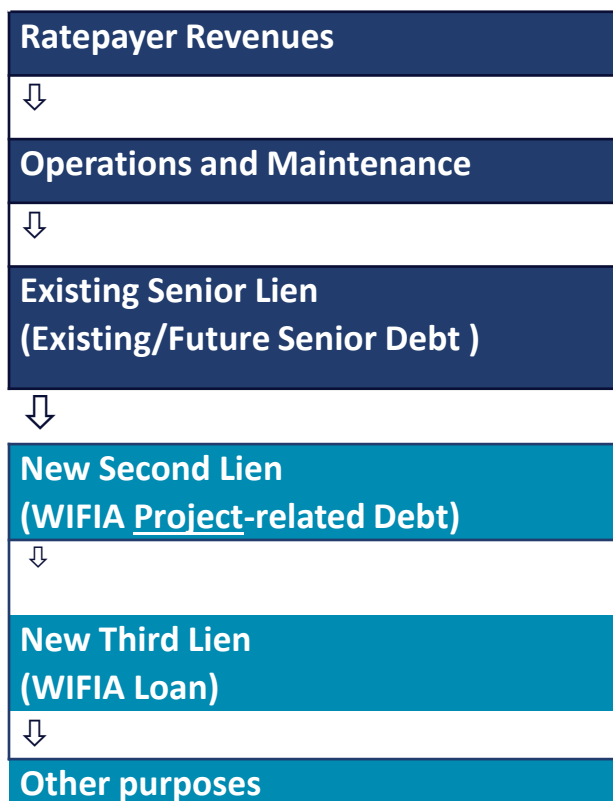 Ratepayer Revenues
⇩
Operations and Maintenance
⇩
Existing Senior Lien
(Existing/Future Senior Debt )
⇩
New Second Lien
(WIFIA Project-related Debt)
⇩
New Third Lien
(WIFIA Loan)
⇩
Other purposes